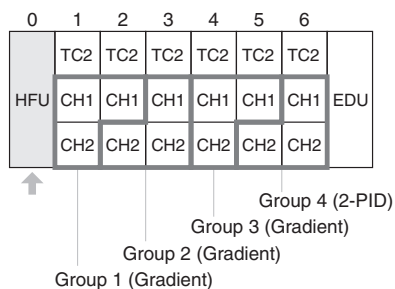 0 1 2 3 4 5 6
TC2 TC2 TC2 TC2 TC2 TC2
HFU CH1 CH1 CH1 CH1 CH1 CH1 EDU
CH2 CH2 CH2 CH2 CH2 CH2
Group 4 (2-PID)
Group 3 (Gradient)
Group 2 (Gradient)
Group 1 (Gradient)